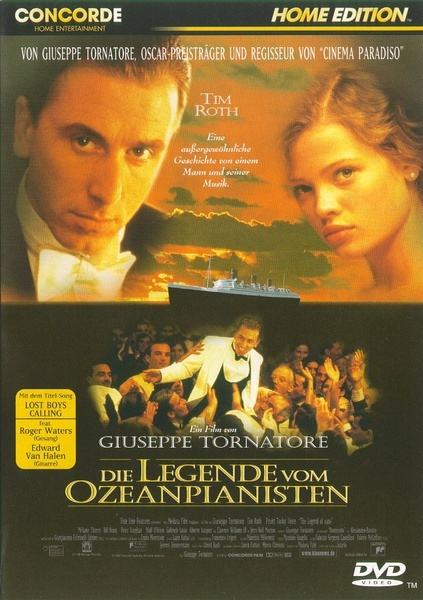 CONCORDE
HOME ENTERTAINMENT
HOME EDITION™
VON GIUSEPPE TORNATORE, OSCAR-PREISTRÄGER UND REGISSEUR VON "CINEMA PARADISO"
TIM
ROTH
Eine
außergewöhnliche
Geschichte von einem
Mann und seiner
Musik.
Mit dem Titel-Song
LOST BOYS
CALLING
feat.
Roger Waters
(Gesang)
Edward
Van Halen
(Gitarre)
Ein Film von
GIUSEPPE TORNATORE
DIE LEGENDE VOM
OZEANPIANISTEN
DVD
VIDEO
TM